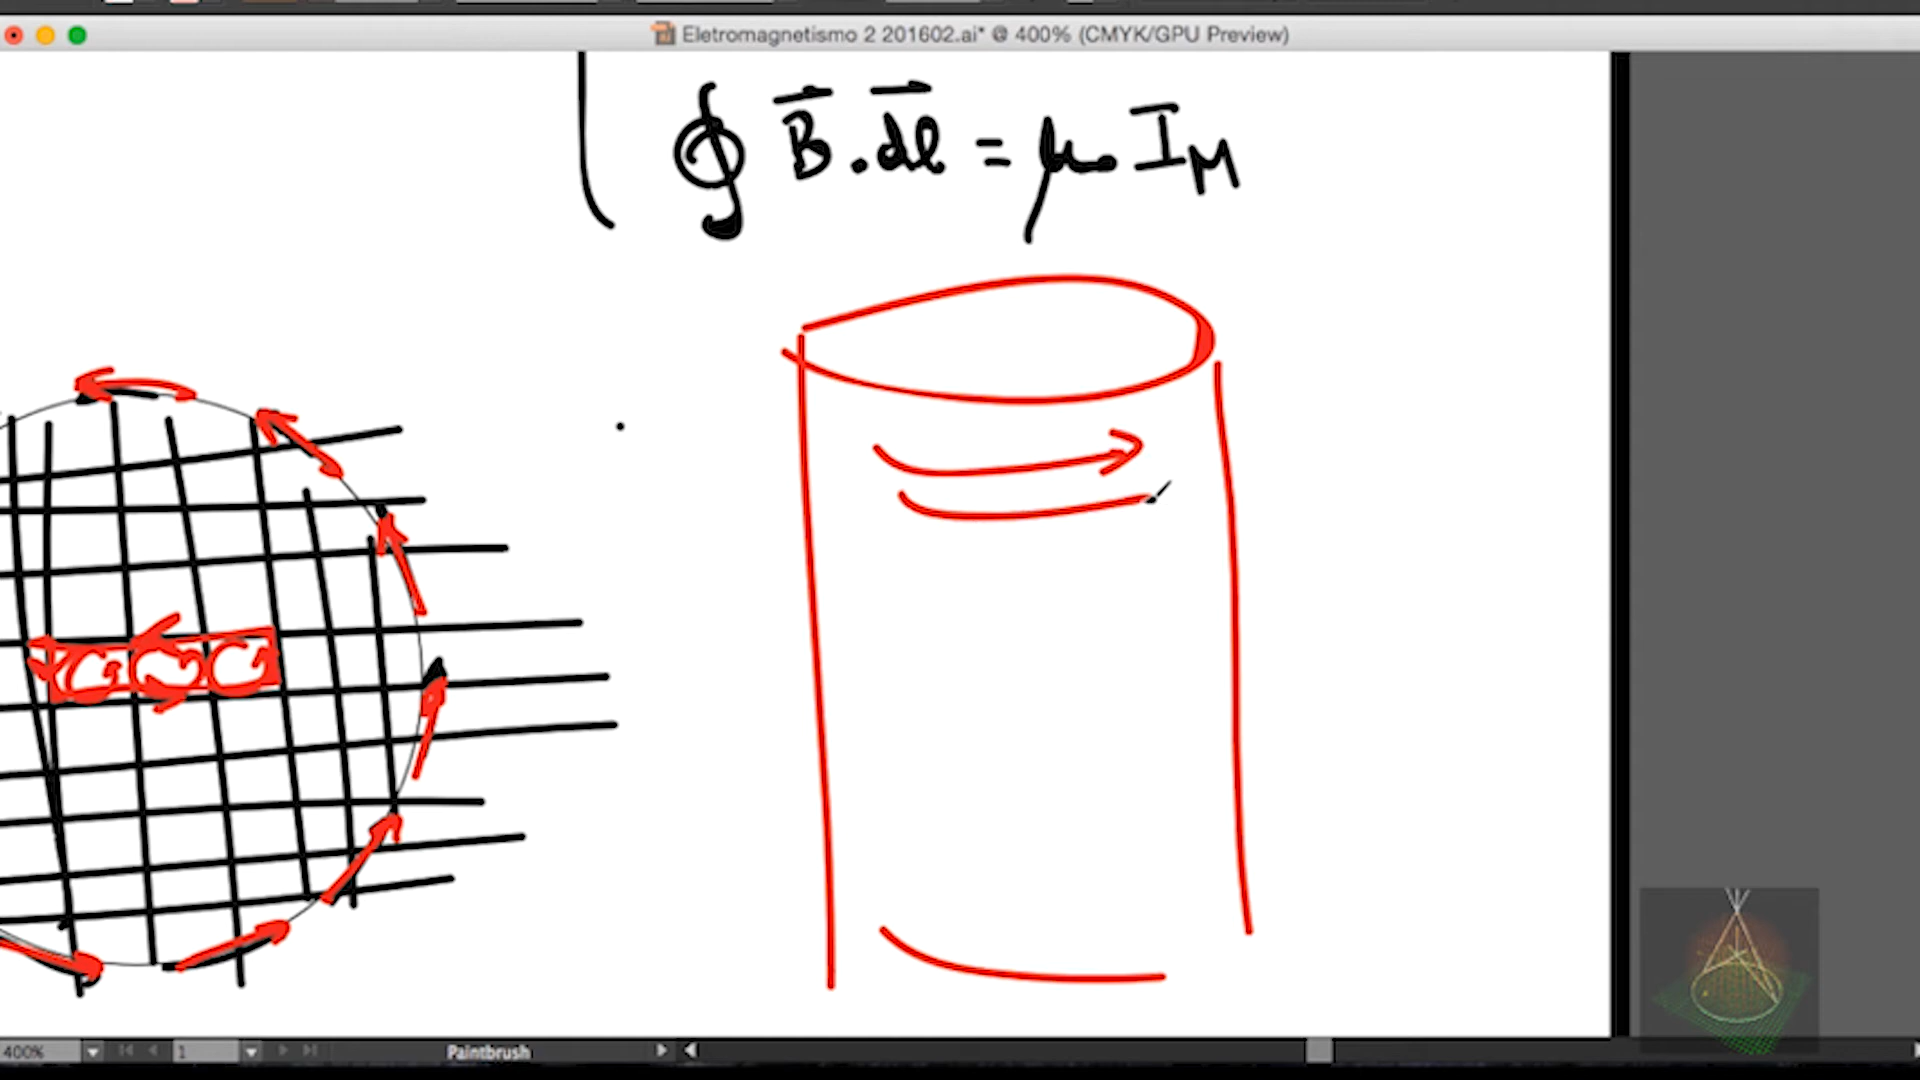 Eletromagnetismo 2 201602.ai* @ 400% (CMYK/GPU Preview)
∮ B⃗ . dl⃗ = μ₀ I_M
400%
1
Paintbrush